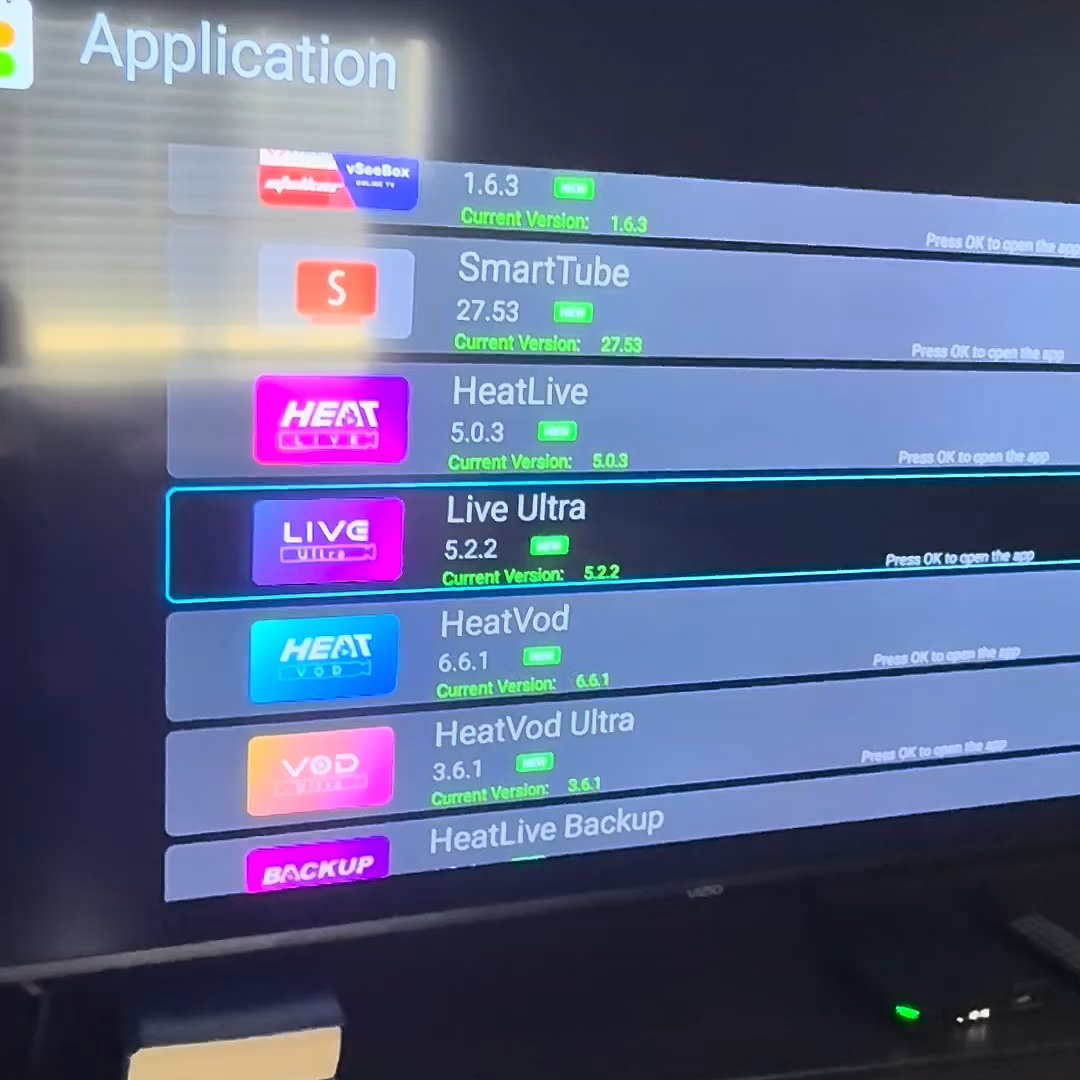 Application
vSeeBox
ONLINE TV
1.6.3 NEW
Current Version: 1.6.3
Press OK to open the app
S
SmartTube
27.53 NEW
Current Version: 27.53
Press OK to open the app
HEAT
LIVE
HeatLive
5.0.3 NEW
Current Version: 5.0.3
Press OK to open the app
LIVE
Ultra
Live Ultra
5.2.2 NEW
Current Version: 5.2.2
Press OK to open the app
HEAT
VOD
HeatVod
6.6.1 NEW
Current Version: 6.6.1
Press OK to open the app
VOD
Ultra
HeatVod Ultra
3.6.1 NEW
Current Version: 3.6.1
Press OK to open the app
BACKUP
HeatLive Backup
VIZIO